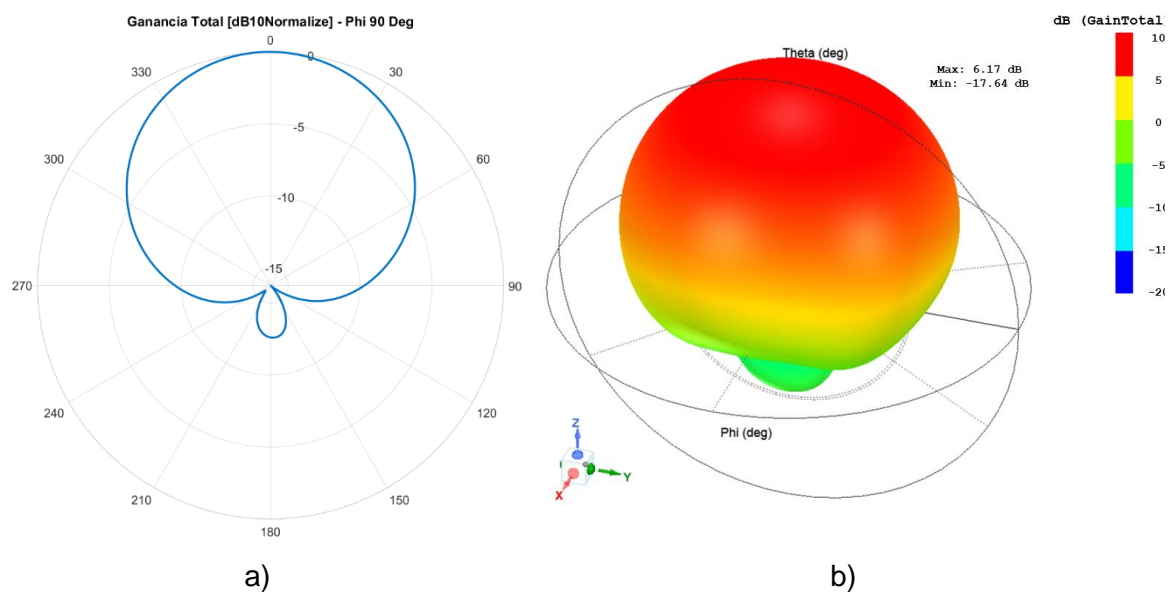 Ganancia Total [dB10Normalize] - Phi 90 Deg
0
0
330
30
-5
300
60
-10
-15
270
90
240
120
210
150
180
a)
dB (GainTotal)
Theta (deg)
Max: 6.17 dB
Min: -17.64 dB
10
5
0
-5
-10
-15
-20
Phi (deg)
Z
Y
X
b)